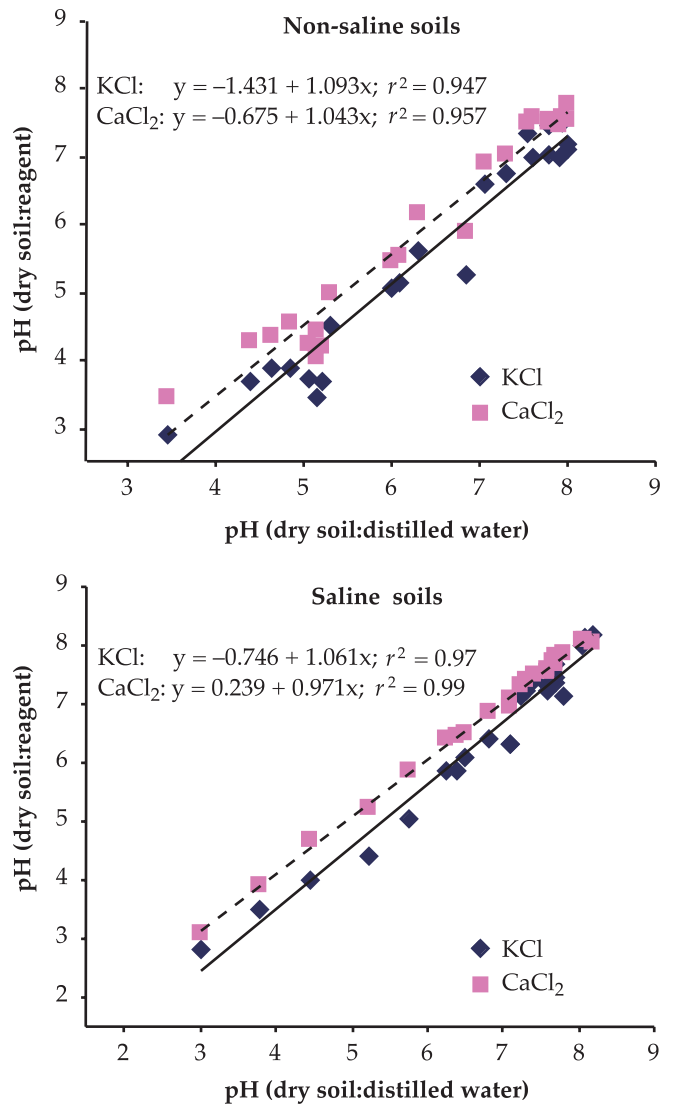 Non-saline soils
KCl: y = –1.431 + 1.093x; r² = 0.947
CaCl₂: y = –0.675 + 1.043x; r² = 0.957
9
8
7
6
5
4
3
pH (dry soil:reagent)
KCl
CaCl₂
3 4 5 6 7 8 9
pH (dry soil:distilled water)
Saline soils
KCl: y = –0.746 + 1.061x; r² = 0.97
CaCl₂: y = 0.239 + 0.971x; r² = 0.99
9
8
7
6
5
4
3
2
pH (dry soil:reagent)
KCl
CaCl₂
2 3 4 5 6 7 8 9
pH (dry soil:distilled water)